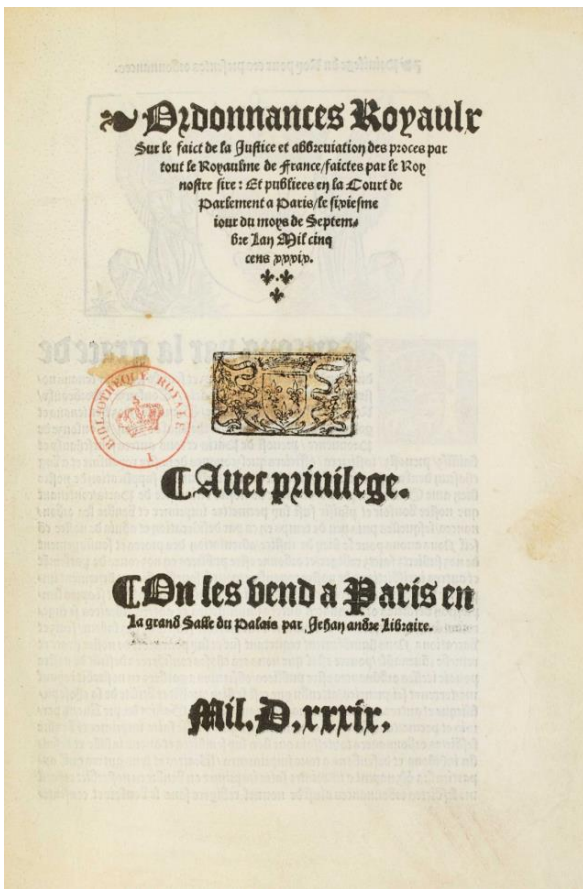 Ordonnances Royaulx
Sur le faict de la Justice et abbreviation des proces par
tout le Royaulme de France/faictes par le Roy
nostre sire: Et publiees en la Court de
Parlement a Paris/le sixiesme
iour du moys de Septem=
bre Lan Mil cinq
cens xxxix.
BIBLIOTHEQUE ROYALE
I
¶ Avec privilege.
¶ On les vend a Paris en
la grand Salle du Palais par Jehan andre Libraire.
Mil.D.xxxix.